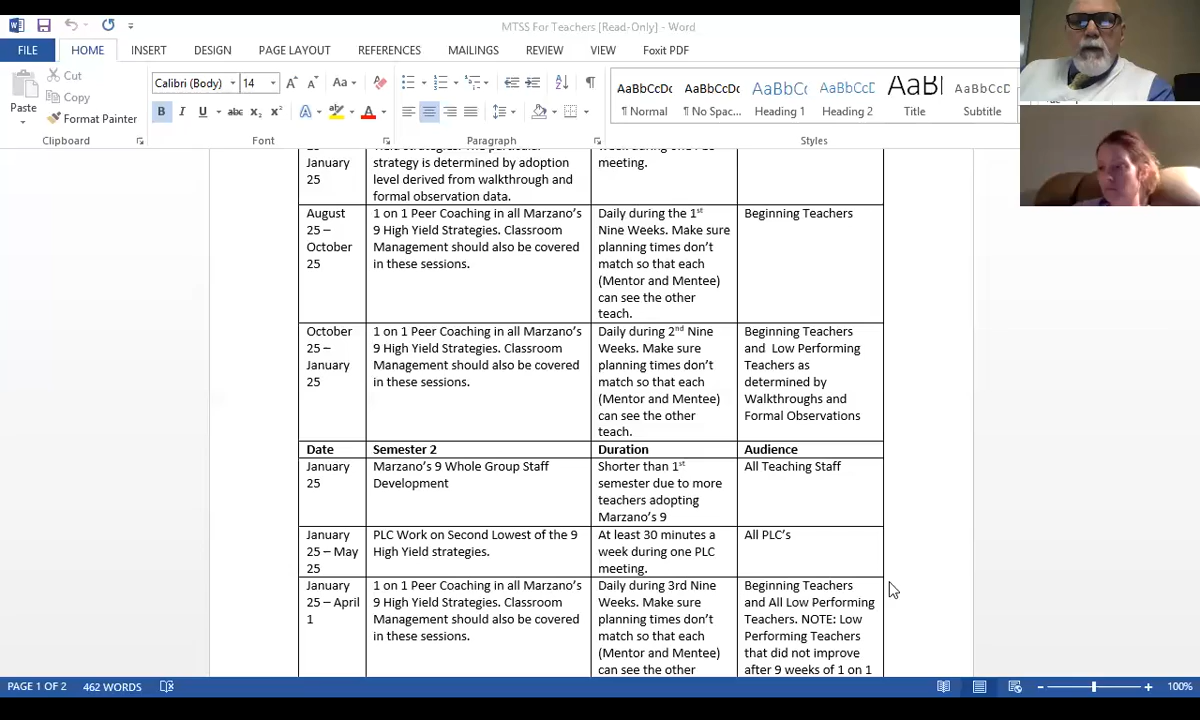 MTSS For Teachers [Read-Only] - Word
FILE HOME INSERT DESIGN PAGE LAYOUT REFERENCES MAILINGS REVIEW VIEW Foxit PDF
Paste
Cut
Copy
Format Painter
Calibri (Body) 14
Aa
B I U abc x₂ x²
A
AaBbCcDc AaBbCcDc AaBbCc AaBbCcD AaBl AaBbCcD
¶ Normal ¶ No Spac... Heading 1 Heading 2 Title Subtitle
Clipboard Font Paragraph Styles
January
25
strategy is determined by adoption
level derived from walkthrough and
formal observation data.
meeting.
August
25 –
October
25
1 on 1 Peer Coaching in all Marzano's
9 High Yield Strategies. Classroom
Management should also be covered
in these sessions.
Daily during the 1st
Nine Weeks. Make sure
planning times don't
match so that each
(Mentor and Mentee)
can see the other
teach.
Beginning Teachers
October
25 –
January
25
1 on 1 Peer Coaching in all Marzano's
9 High Yield Strategies. Classroom
Management should also be covered
in these sessions.
Daily during 2nd Nine
Weeks. Make sure
planning times don't
match so that each
(Mentor and Mentee)
can see the other
teach.
Beginning Teachers
and Low Performing
Teachers as
determined by
Walkthroughs and
Formal Observations
Date Semester 2 Duration Audience
January
25
Marzano's 9 Whole Group Staff
Development
Shorter than 1st
semester due to more
teachers adopting
Marzano's 9
All Teaching Staff
January
25 – May
25
PLC Work on Second Lowest of the 9
High Yield strategies.
At least 30 minutes a
week during one PLC
meeting.
All PLC's
January
25 – April
1
1 on 1 Peer Coaching in all Marzano's
9 High Yield Strategies. Classroom
Management should also be covered
in these sessions.
Daily during 3rd Nine
Weeks. Make sure
planning times don't
match so that each
(Mentor and Mentee)
can see the other
Beginning Teachers
and All Low Performing
Teachers. NOTE: Low
Performing Teachers
that did not improve
after 9 weeks of 1 on 1
PAGE 1 OF 2 462 WORDS 100%